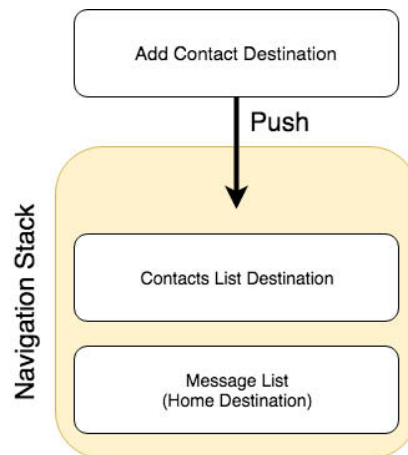 Add Contact Destination
Push
Navigation Stack
Contacts List Destination
Message List
(Home Destination)